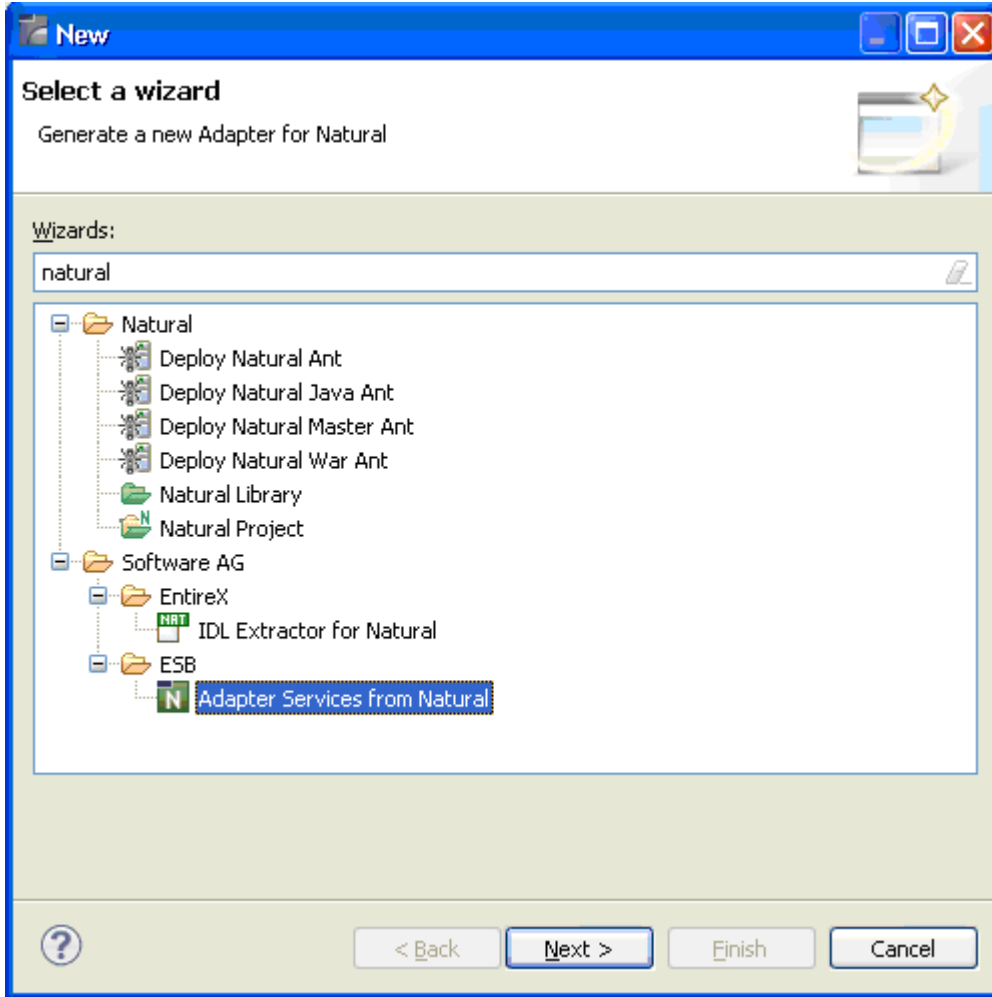 New
Select a wizard
Generate a new Adapter for Natural
Wizards:
natural
Natural
Deploy Natural Ant
Deploy Natural Java Ant
Deploy Natural Master Ant
Deploy Natural War Ant
Natural Library
N
Natural Project
Software AG
EntireX
NAT
IDL Extractor for Natural
ESB
N
Adapter Services from Natural
? < Back Next > Finish Cancel